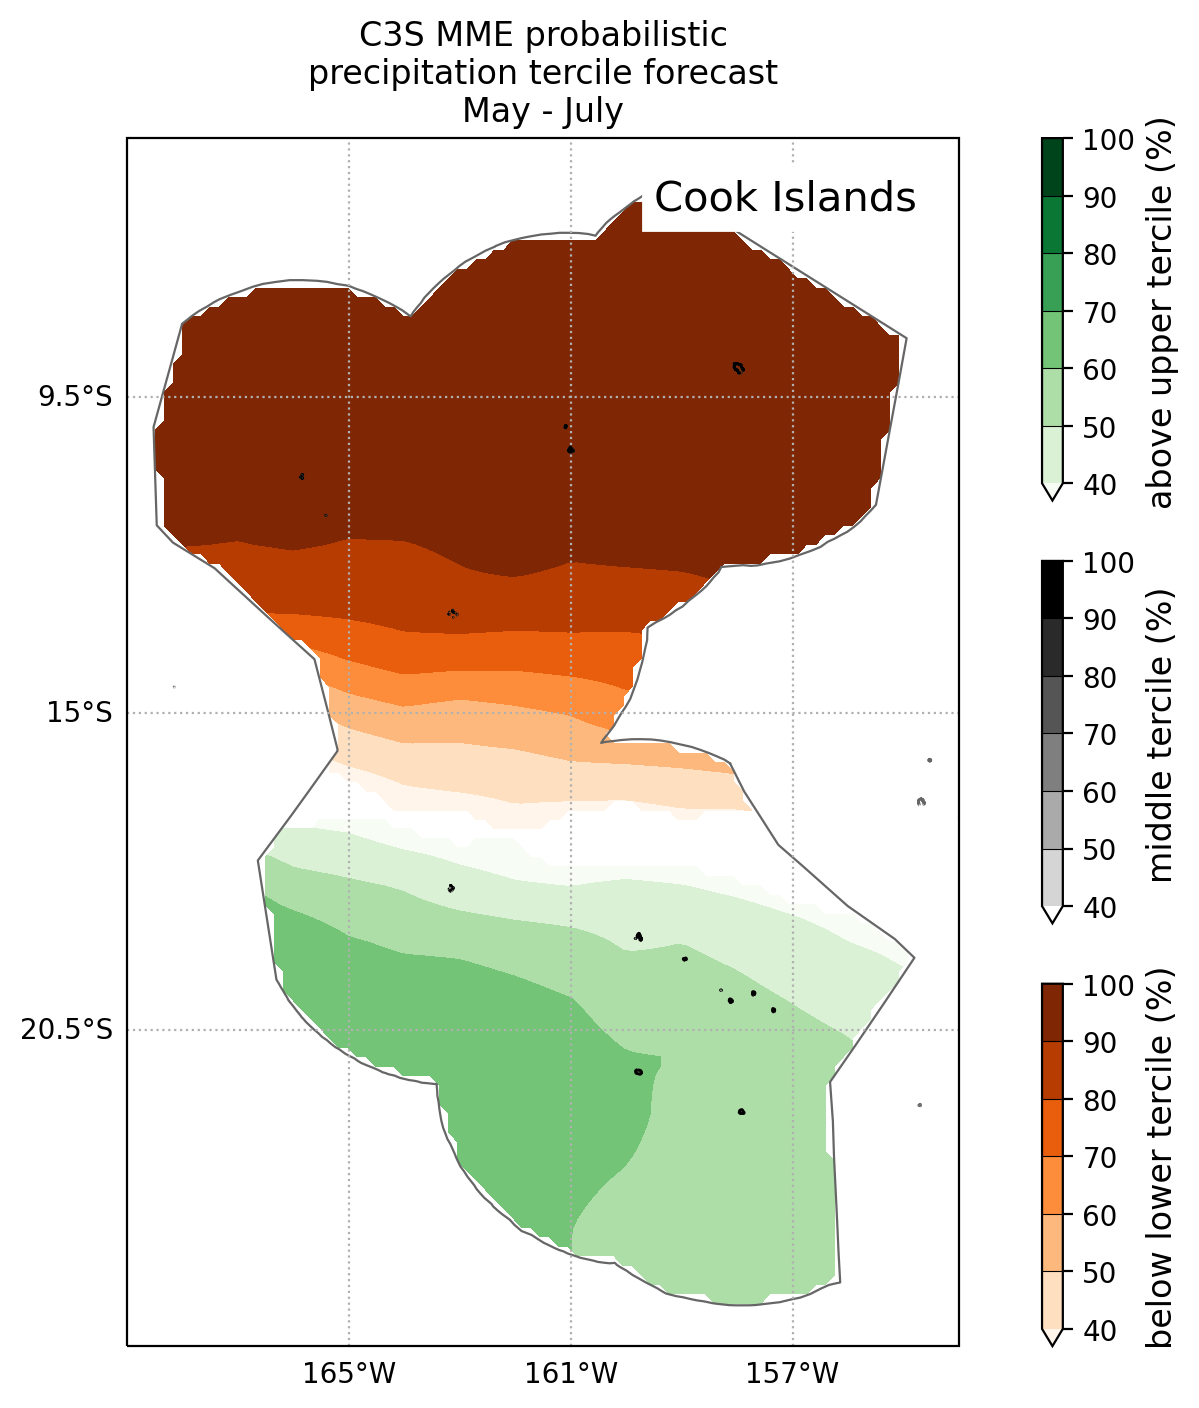 C3S MME probabilistic
precipitation tercile forecast
May - July
Cook Islands
9.5°S
15°S
20.5°S
165°W
161°W
157°W
100
90
80
70
60
50
40
above upper tercile (%)
100
90
80
70
60
50
40
middle tercile (%)
100
90
80
70
60
50
40
below lower tercile (%)